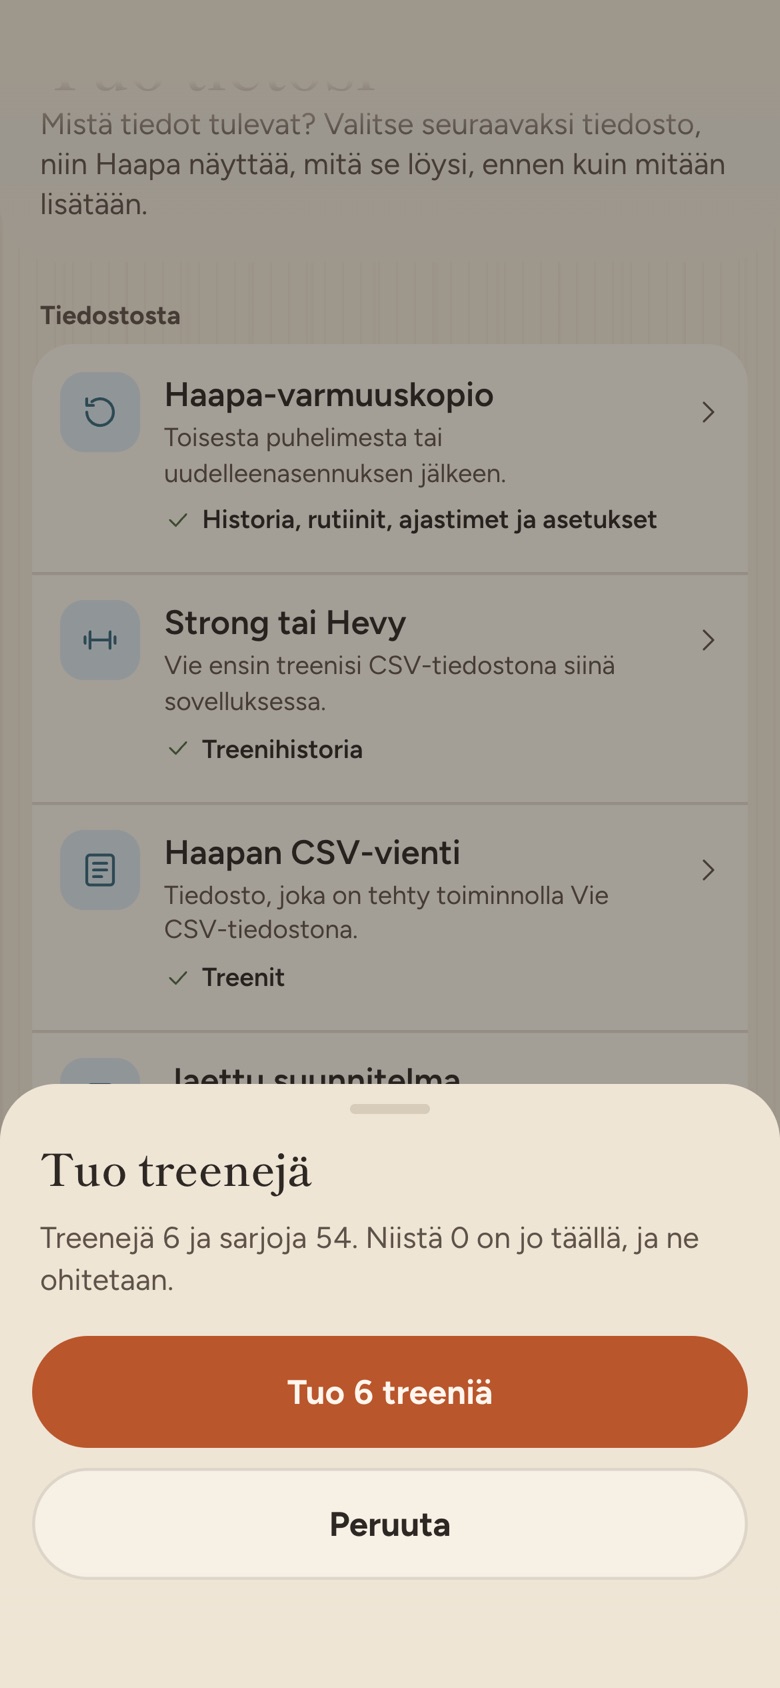 Tuo tietosi
Mistä tiedot tulevat? Valitse seuraavaksi tiedosto,
niin Haapa näyttää, mitä se löysi, ennen kuin mitään
lisätään.
Tiedostosta
Haapa-varmuuskopio
Toisesta puhelimesta tai
uudelleenasennuksen jälkeen.
Historia, rutiinit, ajastimet ja asetukset
Strong tai Hevy
Vie ensin treenisi CSV-tiedostona siinä
sovelluksessa.
Treenihistoria
Haapan CSV-vienti
Tiedosto, joka on tehty toiminnolla Vie
CSV-tiedostona.
Treenit
Jaettu suunnitelma
Tuo treenejä
Treenejä 6 ja sarjoja 54. Niistä 0 on jo täällä, ja ne
ohitetaan.
Tuo 6 treeniä
Peruuta